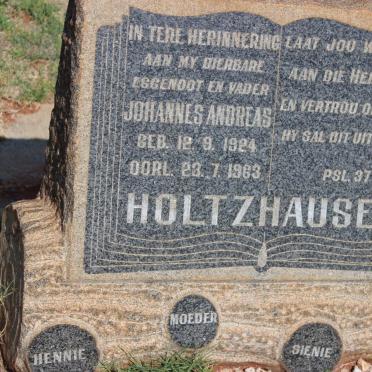 IN TERE HERINNERING
AAN MY DIERBARE
EGGENOOT EN VADER
JOHANNES ANDREAS
GEB. 12. 9. 1924
OORL. 23. 7. 1963
LAAT JOU W
AAN DIE HE
EN VERTROU O
HY SAL DIT UIT
PSL. 37
HOLTZHAUSE
MOEDER
HENNIE
SIENIE